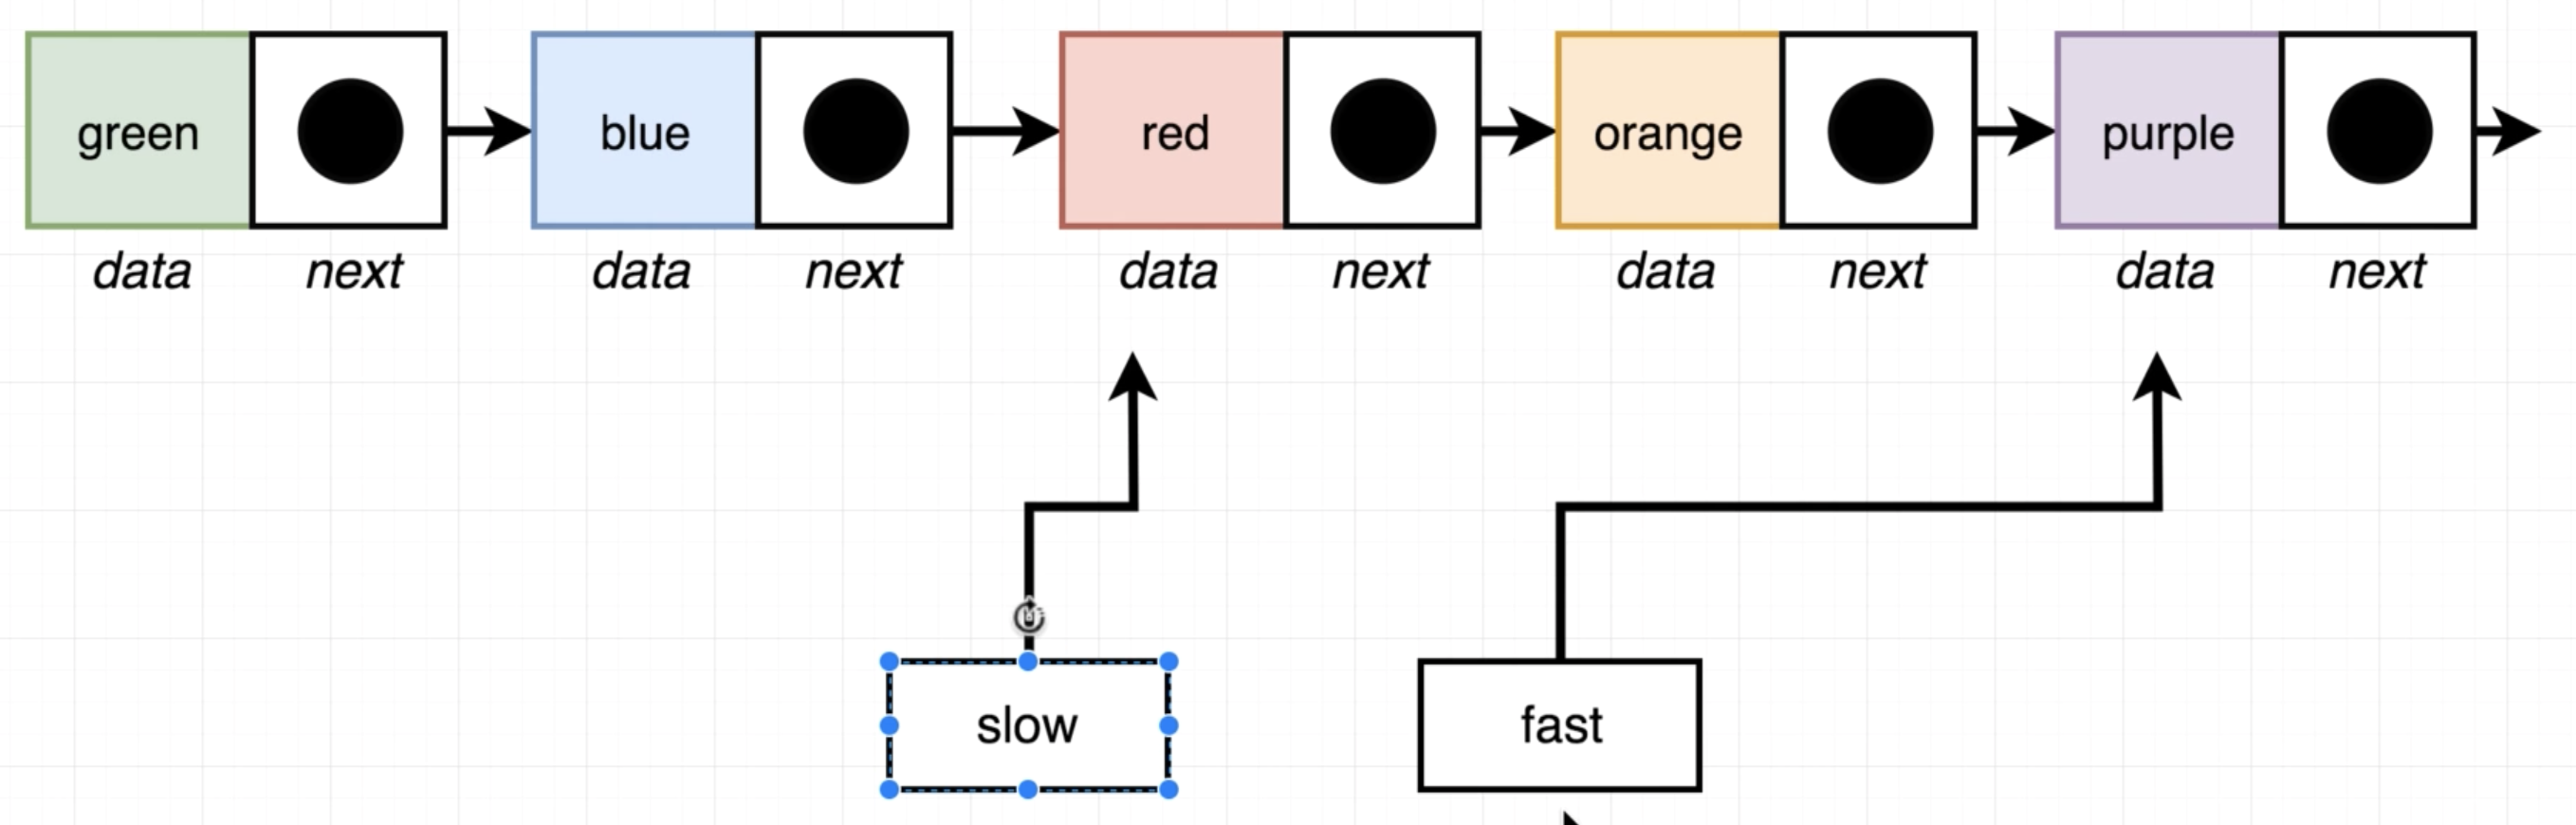 green blue red orange purple
data next data next data next data next data next
slow fast